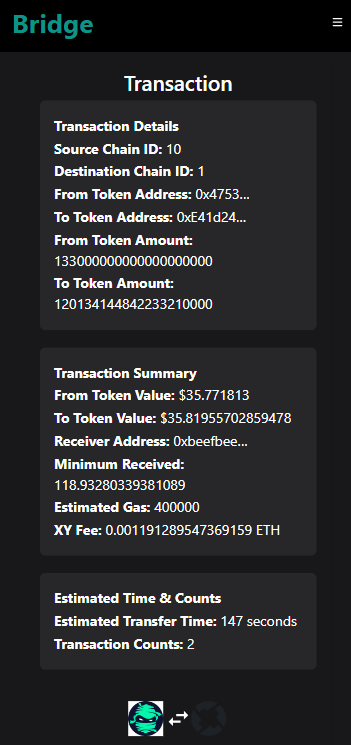 Bridge
Transaction
Transaction Details
Source Chain ID: 10
Destination Chain ID: 1
From Token Address: 0x4753...
To Token Address: 0xE41d24...
From Token Amount:
133000000000000000000
To Token Amount:
120134144842233210000
Transaction Summary
From Token Value: $35.771813
To Token Value: $35.81955702859478
Receiver Address: 0xbeefbee...
Minimum Received:
118.93280339381089
Estimated Gas: 400000
XY Fee: 0.001191289547369159 ETH
Estimated Time & Counts
Estimated Transfer Time: 147 seconds
Transaction Counts: 2